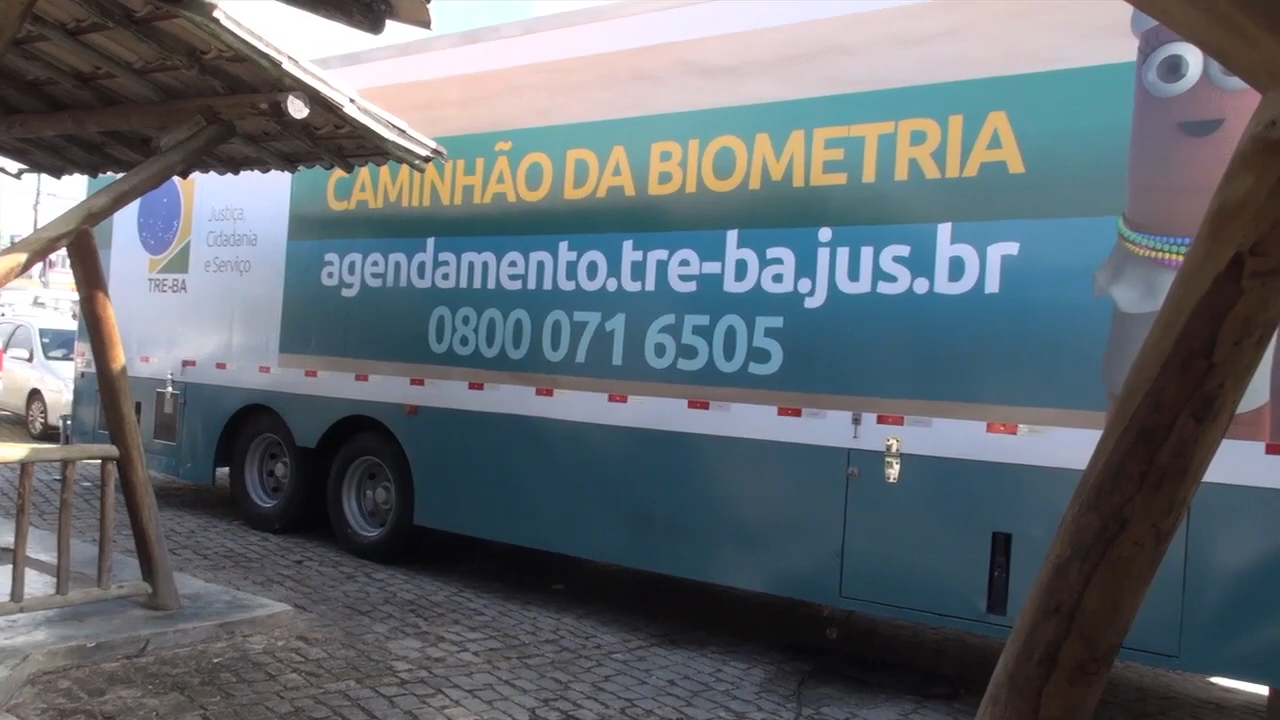 CAMINHÃO DA BIOMETRIA
agendamento.tre-ba.jus.br
0800 071 6505
Justiça,
Cidadania
e Serviço
TRE-BA